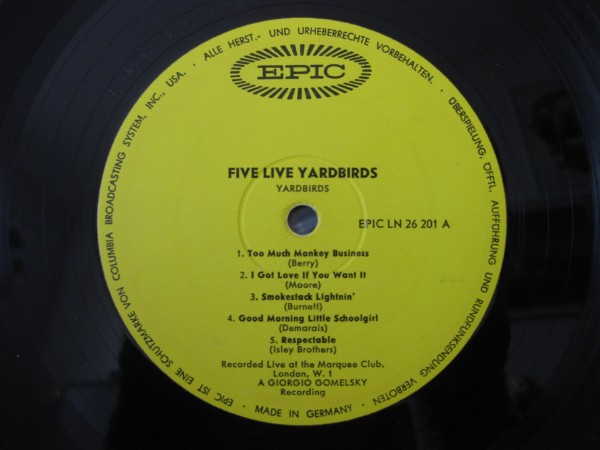 EPIC
FIVE LIVE YARDBIRDS
YARDBIRDS
EPIC LN 26 201 A
1. Too Much Monkey Business
(Berry)
2. I Got Love If You Want It
(Moore)
3. Smokestack Lightnin'
(Burnett)
4. Good Morning Little Schoolgirl
(Demarais)
5. Respectable
(Isley Brothers)
Recorded Live at the Marquee Club,
London, W. 1
A GIORGIO GOMELSKY
Recording
EPIC IST EINE SCHUTZMARKE VON COLUMBIA BROADCASTING SYSTEM, INC., USA. · ALLE HERST.- UND URHEBERRECHTE VORBEHALTEN. · ÜBERSPIELUNG, ÖFFTL. AUFFÜHRUNG UND RUNDFUNKSENDUNG VERBOTEN
· MADE IN GERMANY ·